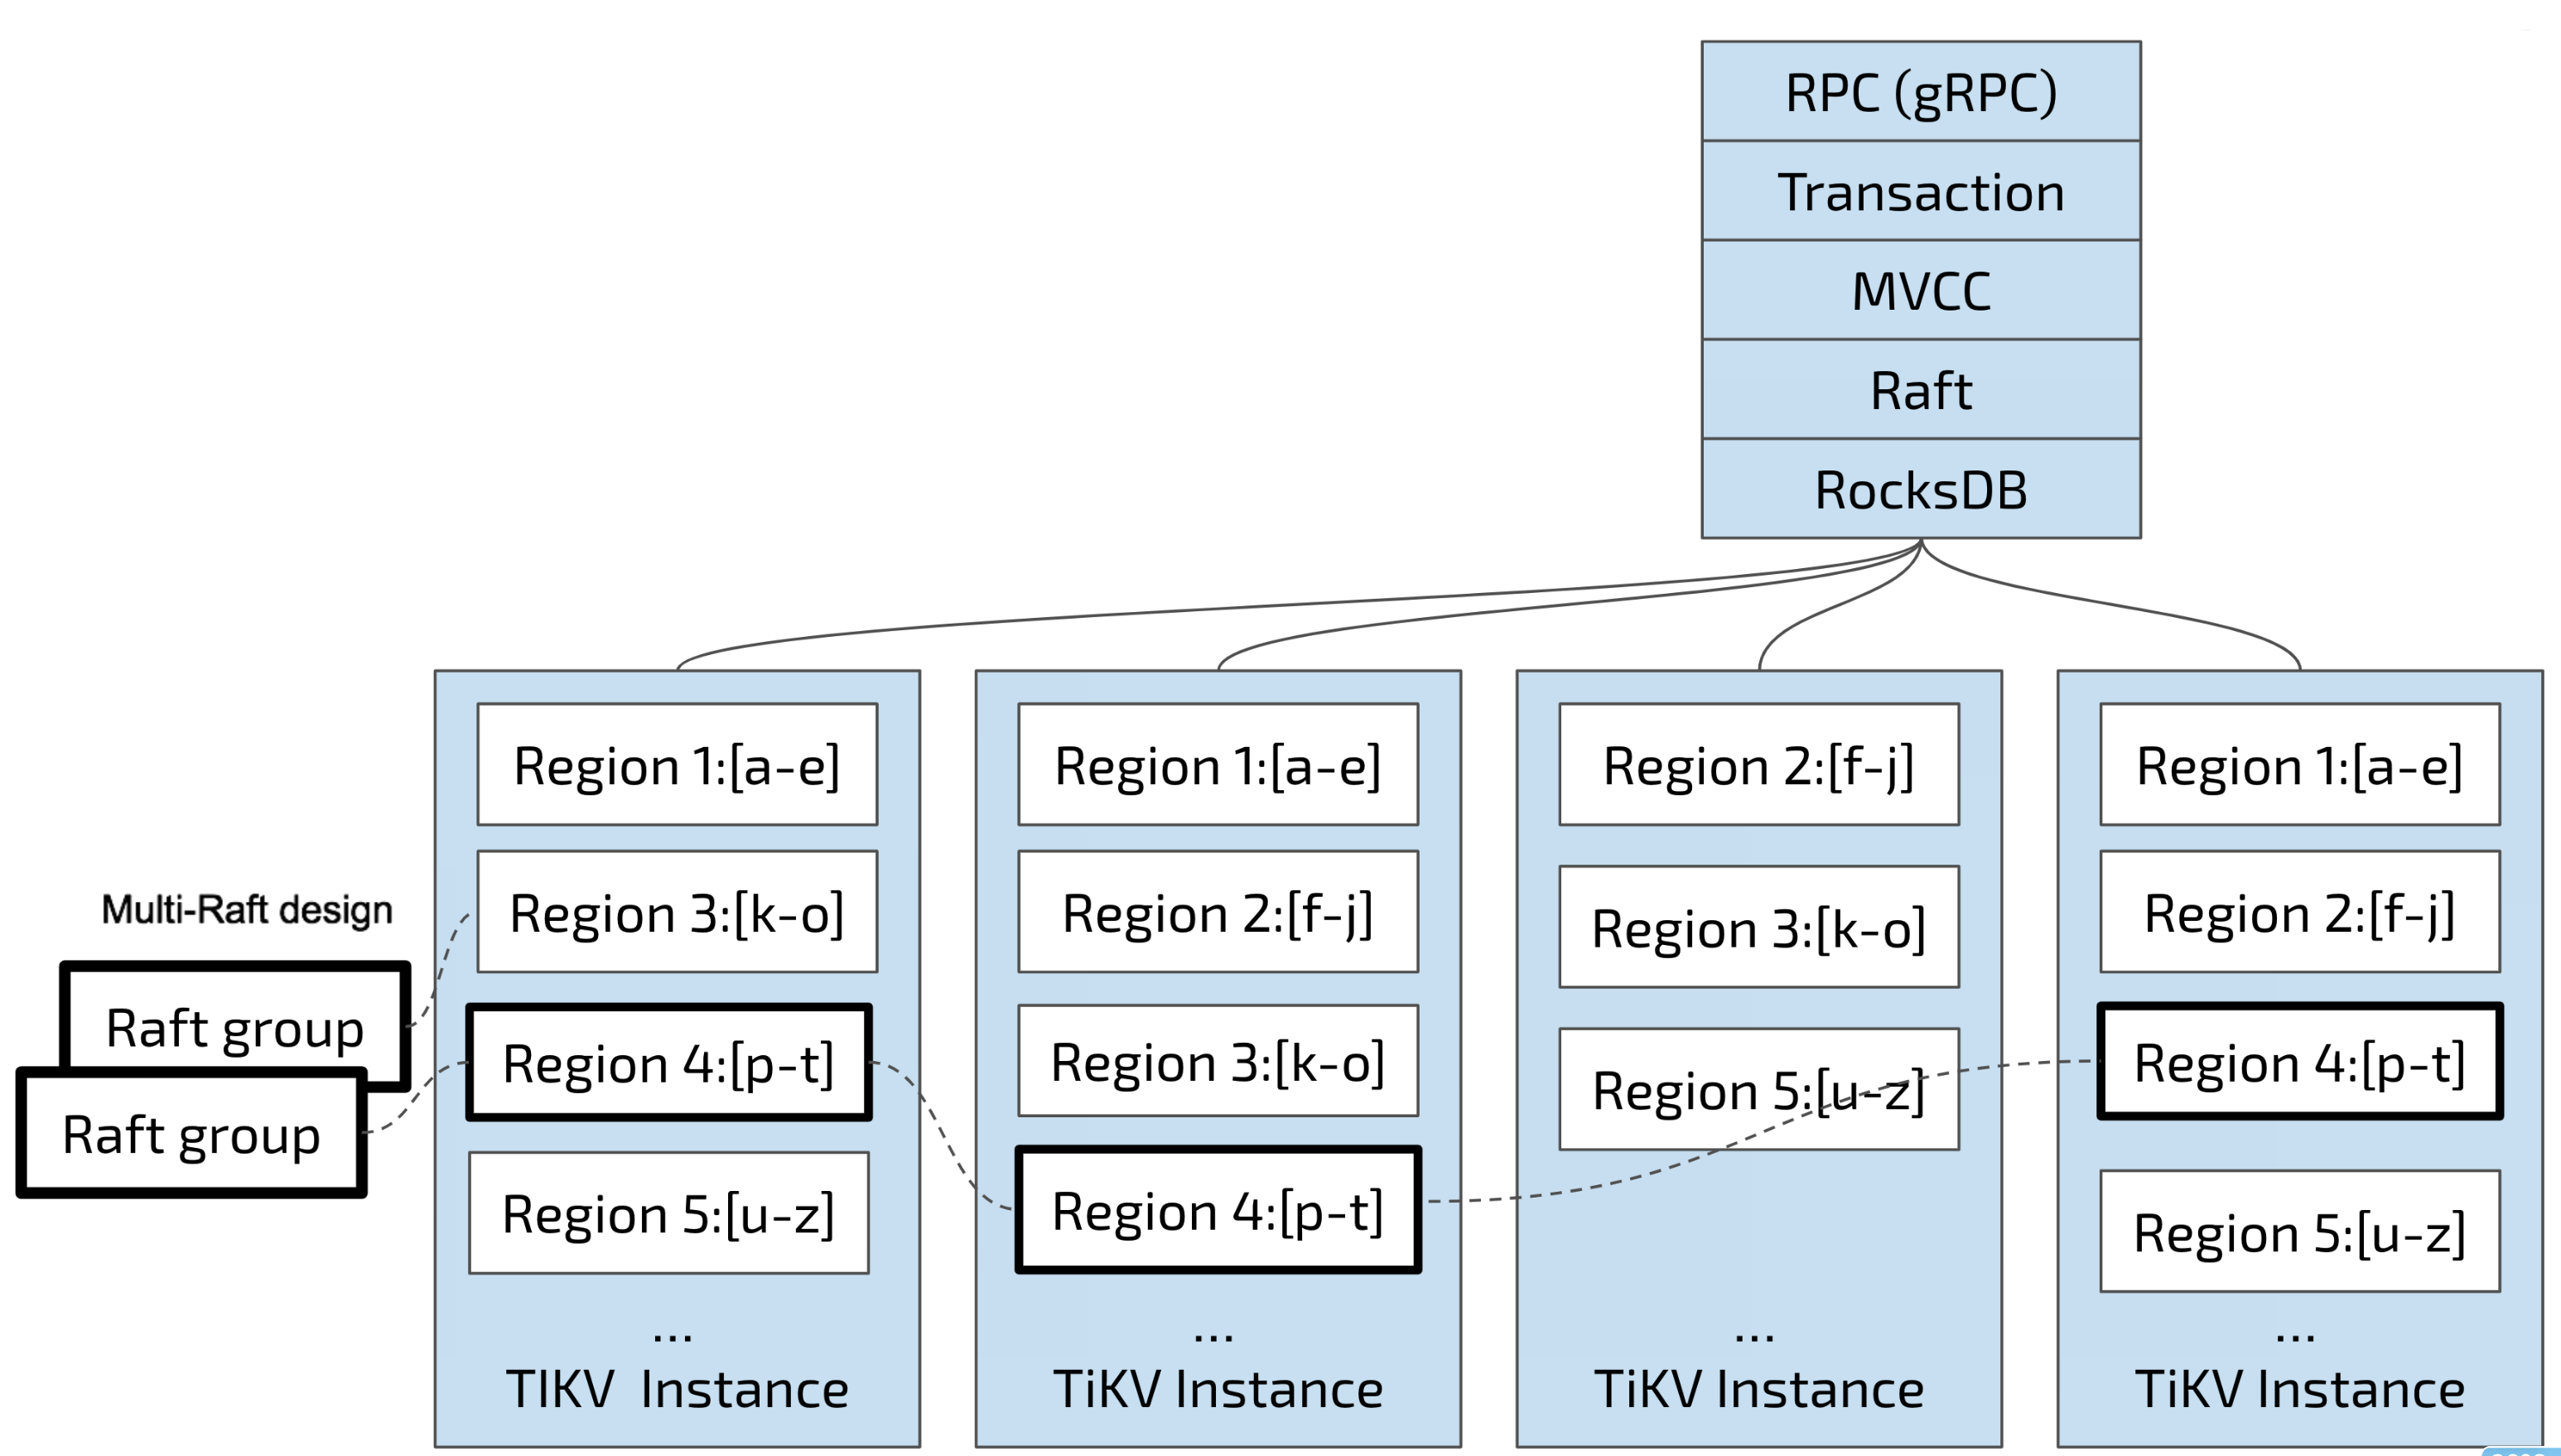 RPC (gRPC)
Transaction
MVCC
Raft
RocksDB
Multi-Raft design
Raft group
Raft group
Region 1:[a-e]
Region 3:[k-o]
Region 4:[p-t]
Region 5:[u-z]
...
TIKV Instance
Region 1:[a-e]
Region 2:[f-j]
Region 3:[k-o]
Region 4:[p-t]
...
TiKV Instance
Region 2:[f-j]
Region 3:[k-o]
Region 5:[u-z]
...
TiKV Instance
Region 1:[a-e]
Region 2:[f-j]
Region 4:[p-t]
Region 5:[u-z]
...
TiKV Instance